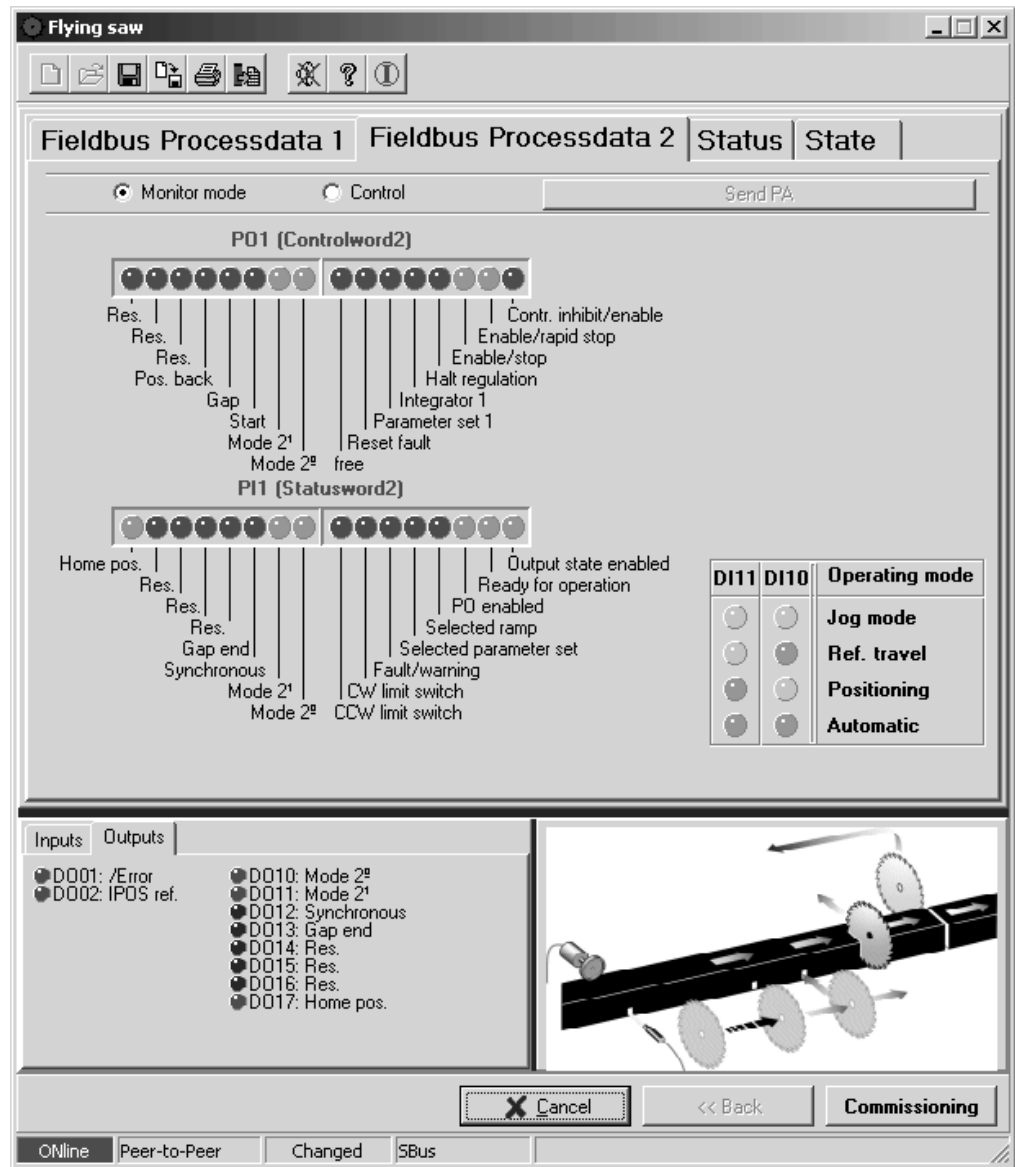 Flying saw
Fieldbus Processdata 1
Fieldbus Processdata 2
Status
State
Monitor mode
Control
Send PA
PO1 (Controlword2)
Res.
Contr. inhibit/enable
Res.
Enable/rapid stop
Res.
Enable/stop
Pos. back
Halt regulation
Gap
Integrator 1
Start
Parameter set 1
Mode 2¹
Reset fault
Mode 2º
free
PI1 (Statusword2)
Home pos.
Output state enabled
Res.
Ready for operation
Res.
PO enabled
Res.
Selected ramp
Gap end
Selected parameter set
Synchronous
Fault/warning
Mode 2¹
CW limit switch
Mode 2º
CCW limit switch
DI11 DI10 Operating mode
Jog mode
Ref. travel
Positioning
Automatic
Inputs
Outputs
DO01: /Error
DO02: IPOS ref.
DO10: Mode 2º
DO11: Mode 2¹
DO12: Synchronous
DO13: Gap end
DO14: Res.
DO15: Res.
DO16: Res.
DO17: Home pos.
Cancel
<< Back
Commissioning
ONline
Peer-to-Peer
Changed
SBus